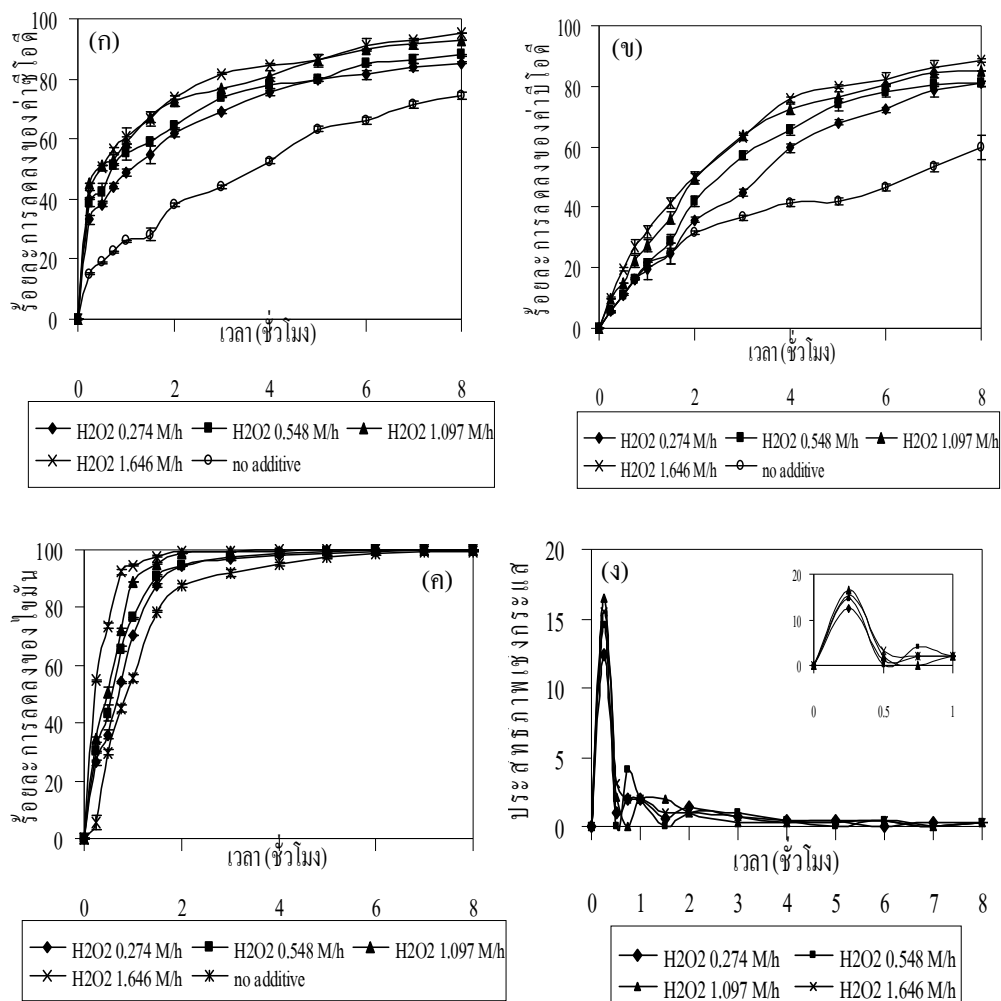 (ก)
ร้อยละการลดลงของค่าซีโอดี
100
80
60
40
20
0
เวลา (ชั่วโมง)
0 2 4 6 8
H2O2 0.274 M/h H2O2 0.548 M/h H2O2 1.097 M/h
H2O2 1.646 M/h no additive
(ข)
ร้อยละการลดลงของค่าบีโอดี
100
80
60
40
20
0
เวลา (ชั่วโมง)
0 2 4 6 8
H2O2 0.274 M/h H2O2 0.548 M/h H2O2 1.097 M/h
H2O2 1.646 M/h no additive
(ค)
ร้อยละการลดลงของไขมัน
100
80
60
40
20
0
เวลา (ชั่วโมง)
0 2 4 6 8
H2O2 0.274 M/h H2O2 0.548 M/h H2O2 1.097 M/h
H2O2 1.646 M/h no additive
(ง)
ประสิทธิภาพเชิงกระแส
20
15
10
5
0
20
10
0
0 0.5 1
เวลา (ชั่วโมง)
0 1 2 3 4 5 6 7 8
H2O2 0.274 M/h H2O2 0.548 M/h
H2O2 1.097 M/h H2O2 1.646 M/h